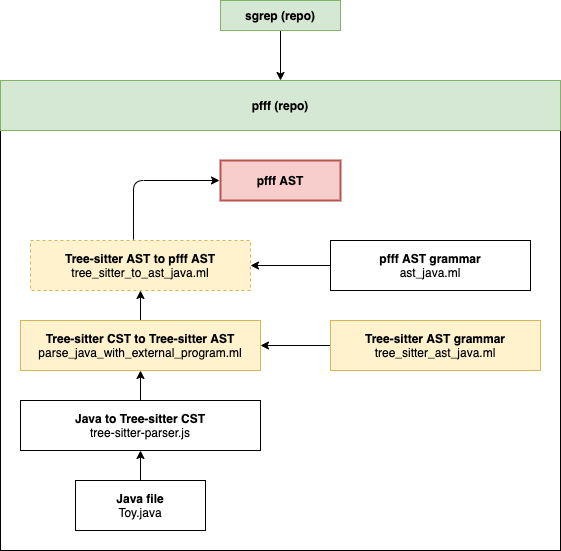 sgrep (repo)
pfff (repo)
pfff AST
Tree-sitter AST to pfff AST
tree_sitter_to_ast_java.ml
pfff AST grammar
ast_java.ml
Tree-sitter CST to Tree-sitter AST
parse_java_with_external_program.ml
Tree-sitter AST grammar
tree_sitter_ast_java.ml
Java to Tree-sitter CST
tree-sitter-parser.js
Java file
Toy.java